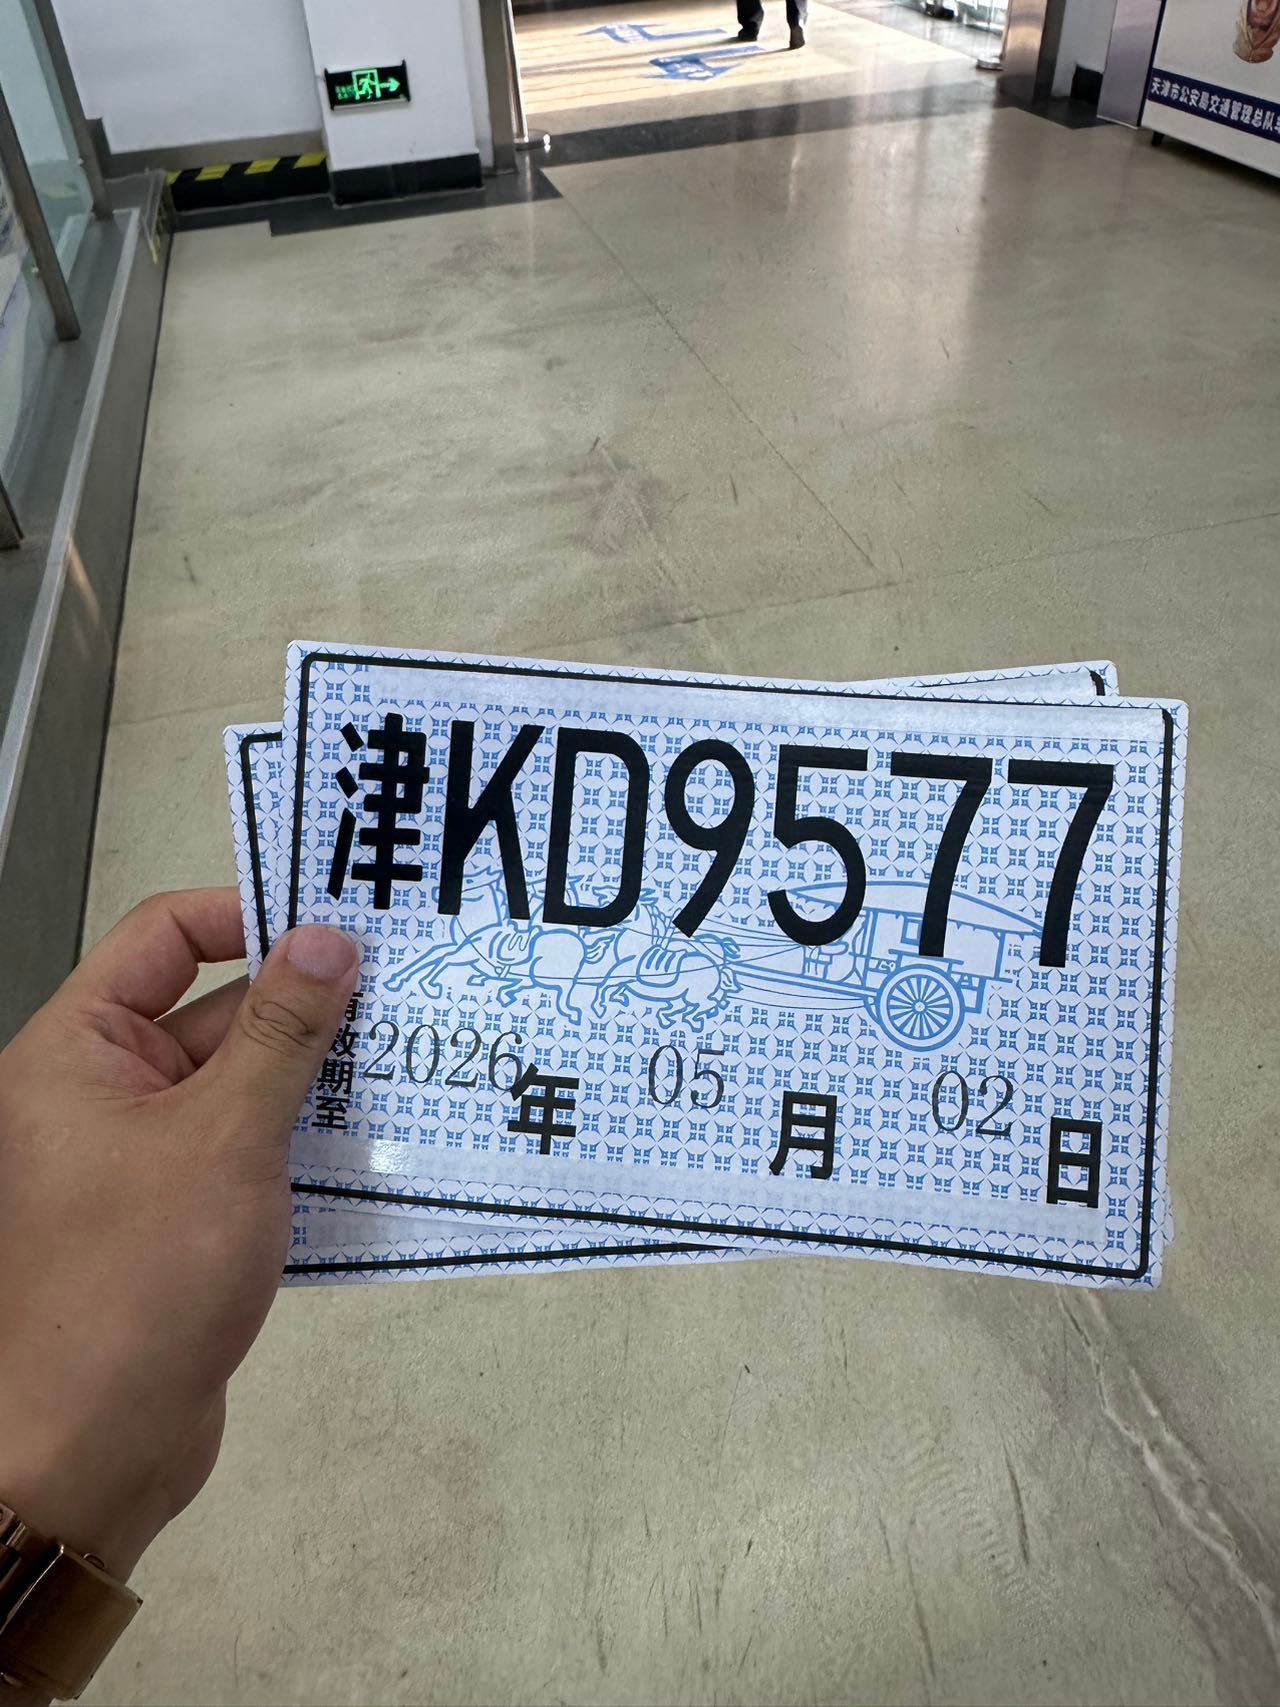 天津市公安局交通管理总队
津KD9577
有效期至 2026年 05月 02日